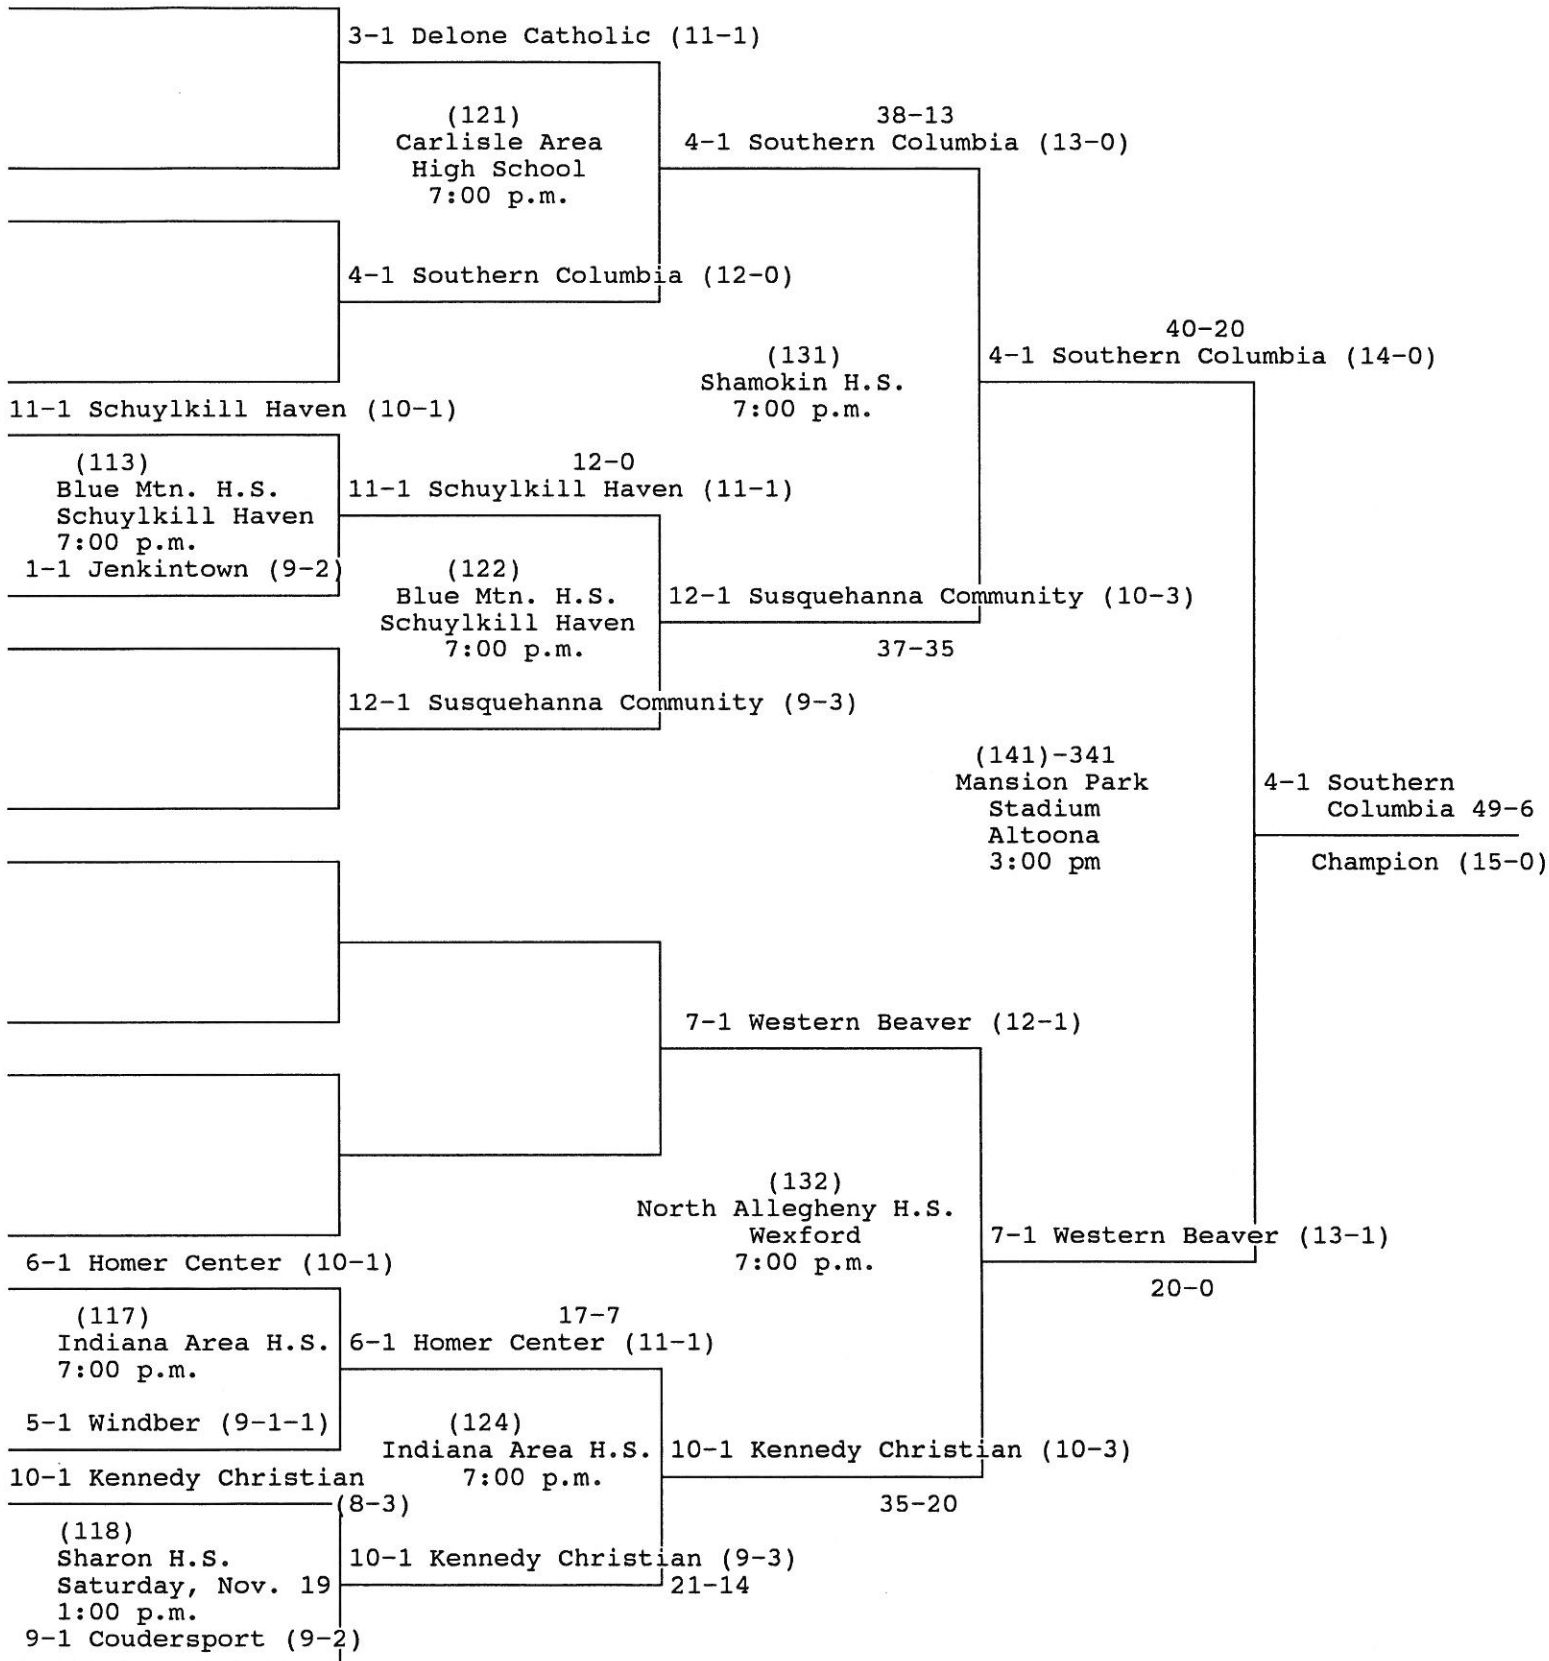 3-1 Delone Catholic (11-1)
(121)
Carlisle Area
High School
7:00 p.m.
38-13
4-1 Southern Columbia (13-0)
4-1 Southern Columbia (12-0)
(131)
Shamokin H.S.
7:00 p.m.
40-20
4-1 Southern Columbia (14-0)
11-1 Schuylkill Haven (10-1)
(113)
Blue Mtn. H.S.
Schuylkill Haven
7:00 p.m.
1-1 Jenkintown (9-2)
12-0
11-1 Schuylkill Haven (11-1)
(122)
Blue Mtn. H.S.
Schuylkill Haven
7:00 p.m.
12-1 Susquehanna Community (10-3)
37-35
12-1 Susquehanna Community (9-3)
(141)-341
Mansion Park
Stadium
Altoona
3:00 pm
4-1 Southern
Columbia 49-6
Champion (15-0)
7-1 Western Beaver (12-1)
(132)
North Allegheny H.S.
Wexford
7:00 p.m.
7-1 Western Beaver (13-1)
20-0
6-1 Homer Center (10-1)
(117)
Indiana Area H.S.
7:00 p.m.
5-1 Windber (9-1-1)
17-7
6-1 Homer Center (11-1)
(124)
Indiana Area H.S.
7:00 p.m.
10-1 Kennedy Christian (10-3)
35-20
10-1 Kennedy Christian
(8-3)
(118)
Sharon H.S.
Saturday, Nov. 19
1:00 p.m.
9-1 Coudersport (9-2)
10-1 Kennedy Christian (9-3)
21-14